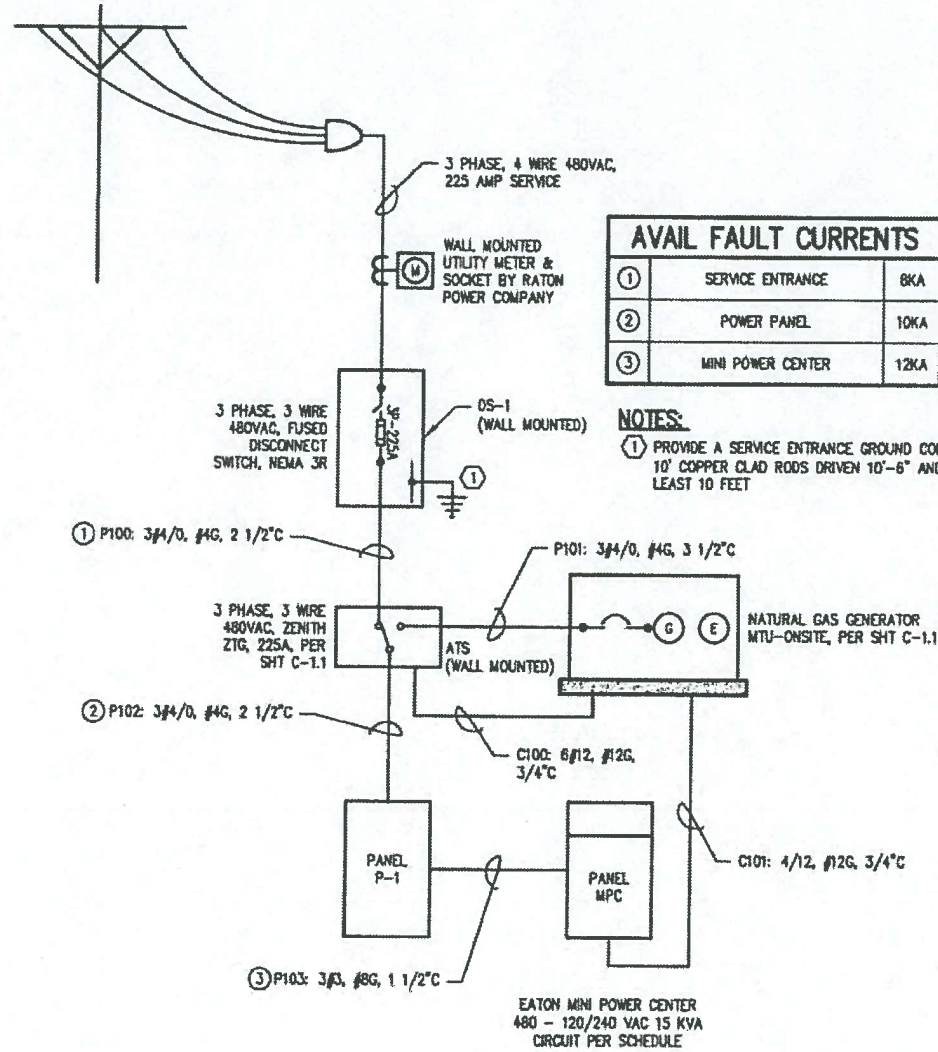 3 PHASE, 4 WIRE 480VAC,
225 AMP SERVICE
WALL MOUNTED
UTILITY METER &
SOCKET BY RATON
POWER COMPANY
M
AVAIL FAULT CURRENTS
1 SERVICE ENTRANCE 8KA
2 POWER PANEL 10KA
3 MINI POWER CENTER 12KA
3 PHASE, 3 WIRE
480VAC, FUSED
DISCONNECT
SWITCH, NEMA 3R
3P-225A
DS-1
(WALL MOUNTED)
1
NOTES:
1 PROVIDE A SERVICE ENTRANCE GROUND
10' COPPER CLAD RODS DRIVEN 10'-6" AND
LEAST 10 FEET
1 P100: 3#4/0, #4G, 2 1/2"C
P101: 3#4/0, #4G, 3 1/2"C
3 PHASE, 3 WIRE
480VAC, ZENITH
ZTG, 225A, PER
SHT C-1.1
ATS
(WALL MOUNTED)
G E
NATURAL GAS GENERATOR
MTU-ONSITE, PER SHT C-1.1
2 P102: 3#4/0, #4G, 2 1/2"C
C100: 6#12, #12G,
3/4"C
PANEL
P-1
PANEL
MPC
C101: 4/12, #12G, 3/4"C
3 P103: 3#3, #8G, 1 1/2"C
EATON MINI POWER CENTER
480 - 120/240 VAC 15 KVA
CIRCUIT PER SCHEDULE